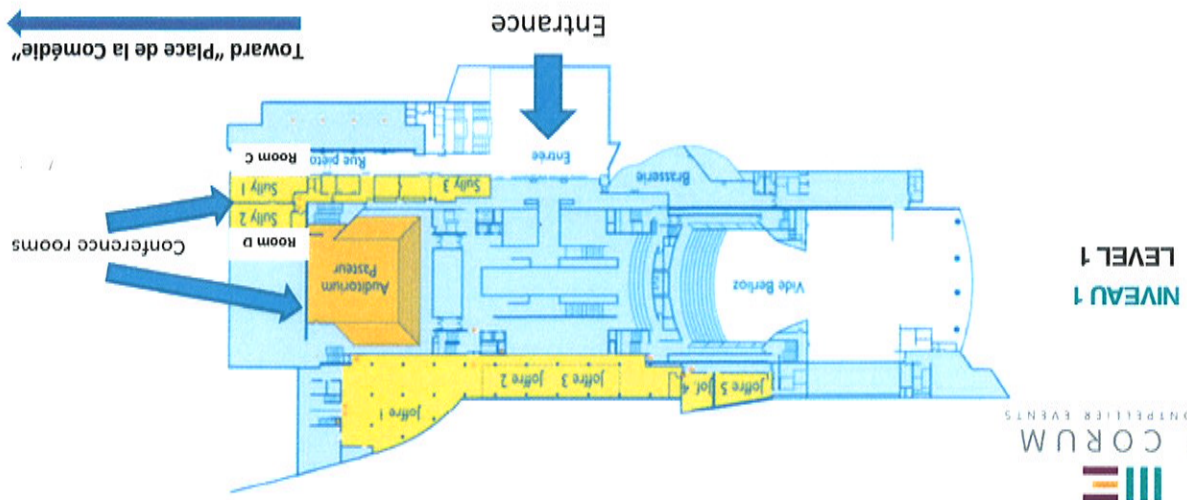 CORUM
ONTPELLIER EVENTS
Joffre 5
Jof. 4
Joffre 3
Joffre 2
Joffre 1
NIVEAU 1
LEVEL 1
Vide Berlioz
Auditorium
Pasteur
Conference rooms
Room D
Sully 2
Sully 1
Sully 3
Brasserie
Entrée
Rue piéto
Room C
Entrance
Toward "Place de la Comédie"